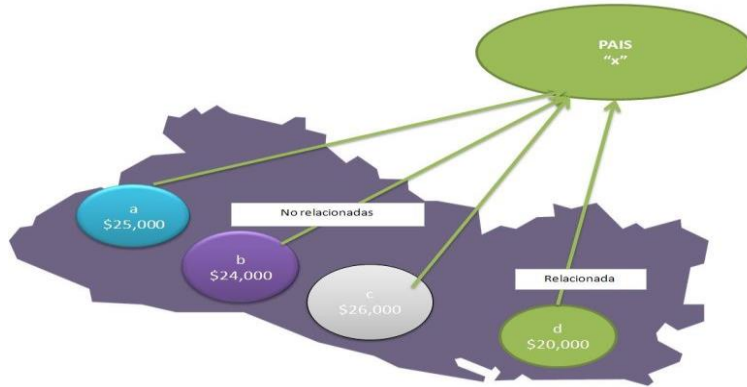 PAIS
“x”
a
$25,000
No relacionadas
b
$24,000
c
$26,000
Relacionada
d
$20,000